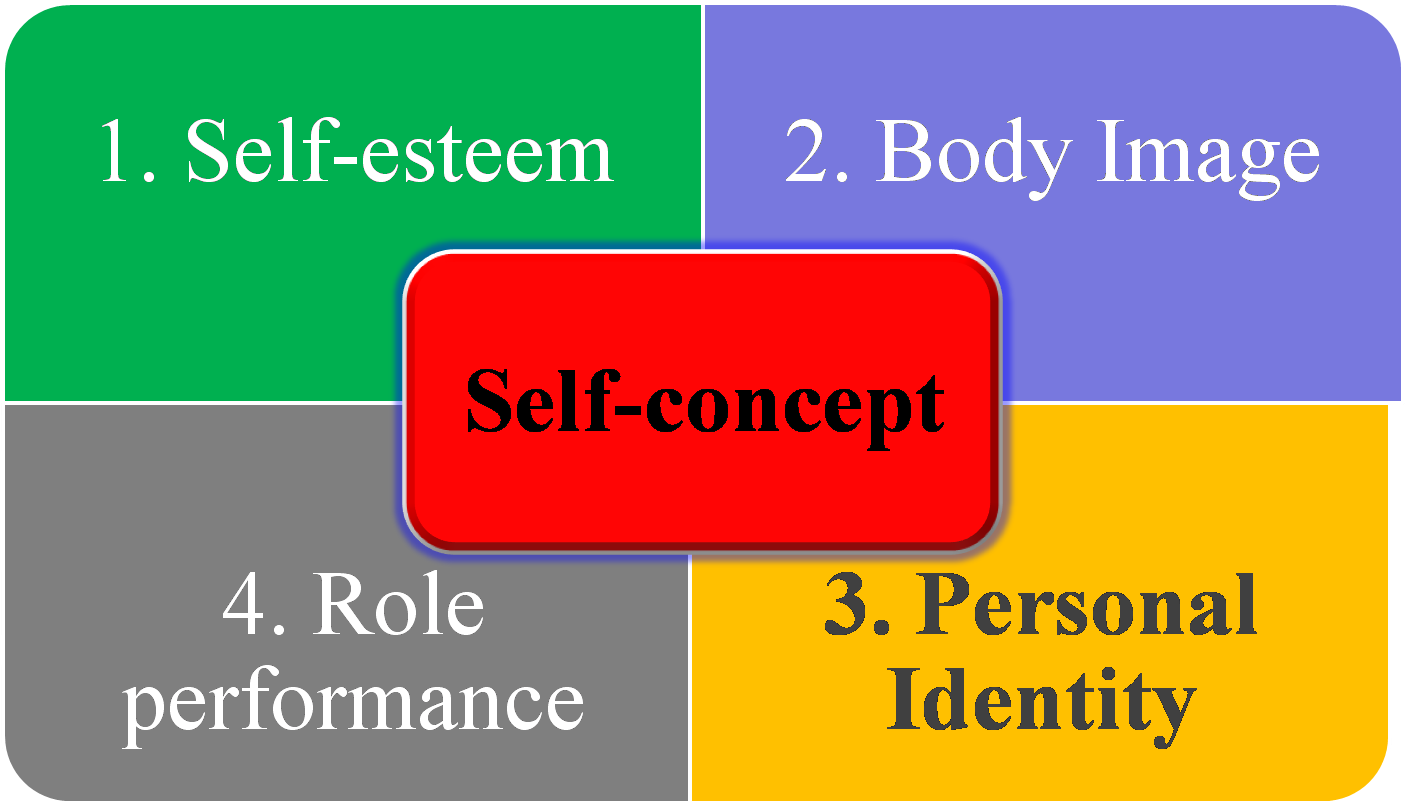 1. Self-esteem
2. Body Image
Self-concept
4. Role
performance
3. Personal
Identity